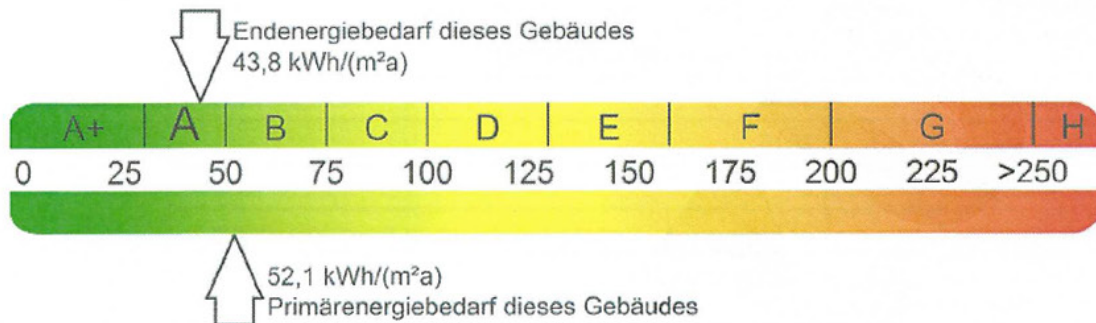 Endenergiebedarf dieses Gebäudes
43,8 kWh/(m²a)
A+ A B C D E F G H
0 25 50 75 100 125 150 175 200 225 >250
52,1 kWh/(m²a)
Primärenergiebedarf dieses Gebäudes